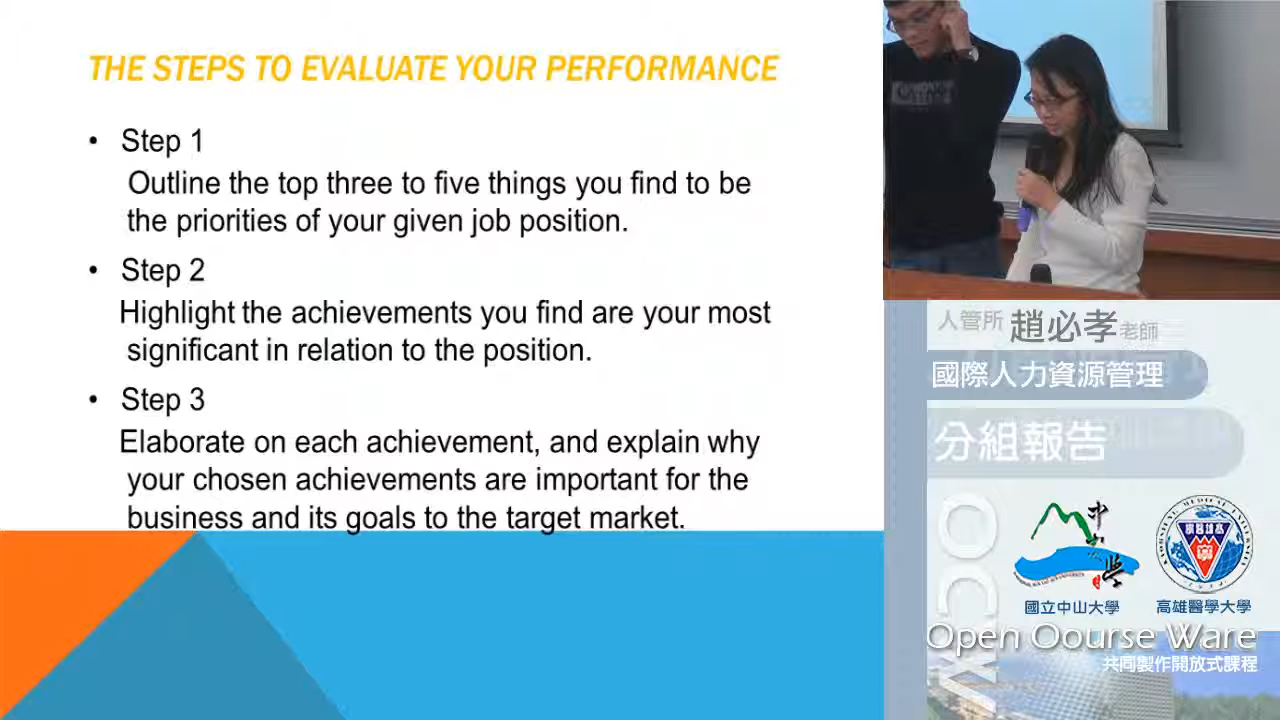 THE STEPS TO EVALUATE YOUR PERFORMANCE
• Step 1
Outline the top three to five things you find to be
the priorities of your given job position.
• Step 2
Highlight the achievements you find are your most
significant in relation to the position.
• Step 3
Elaborate on each achievement, and explain why
your chosen achievements are important for the
business and its goals to the target market.
人管所 趙必孝老師
國際人力資源管理
分組報告
OCW
國立中山大學
高雄醫學大學
Open Oourse Ware
共同製作開放式課程